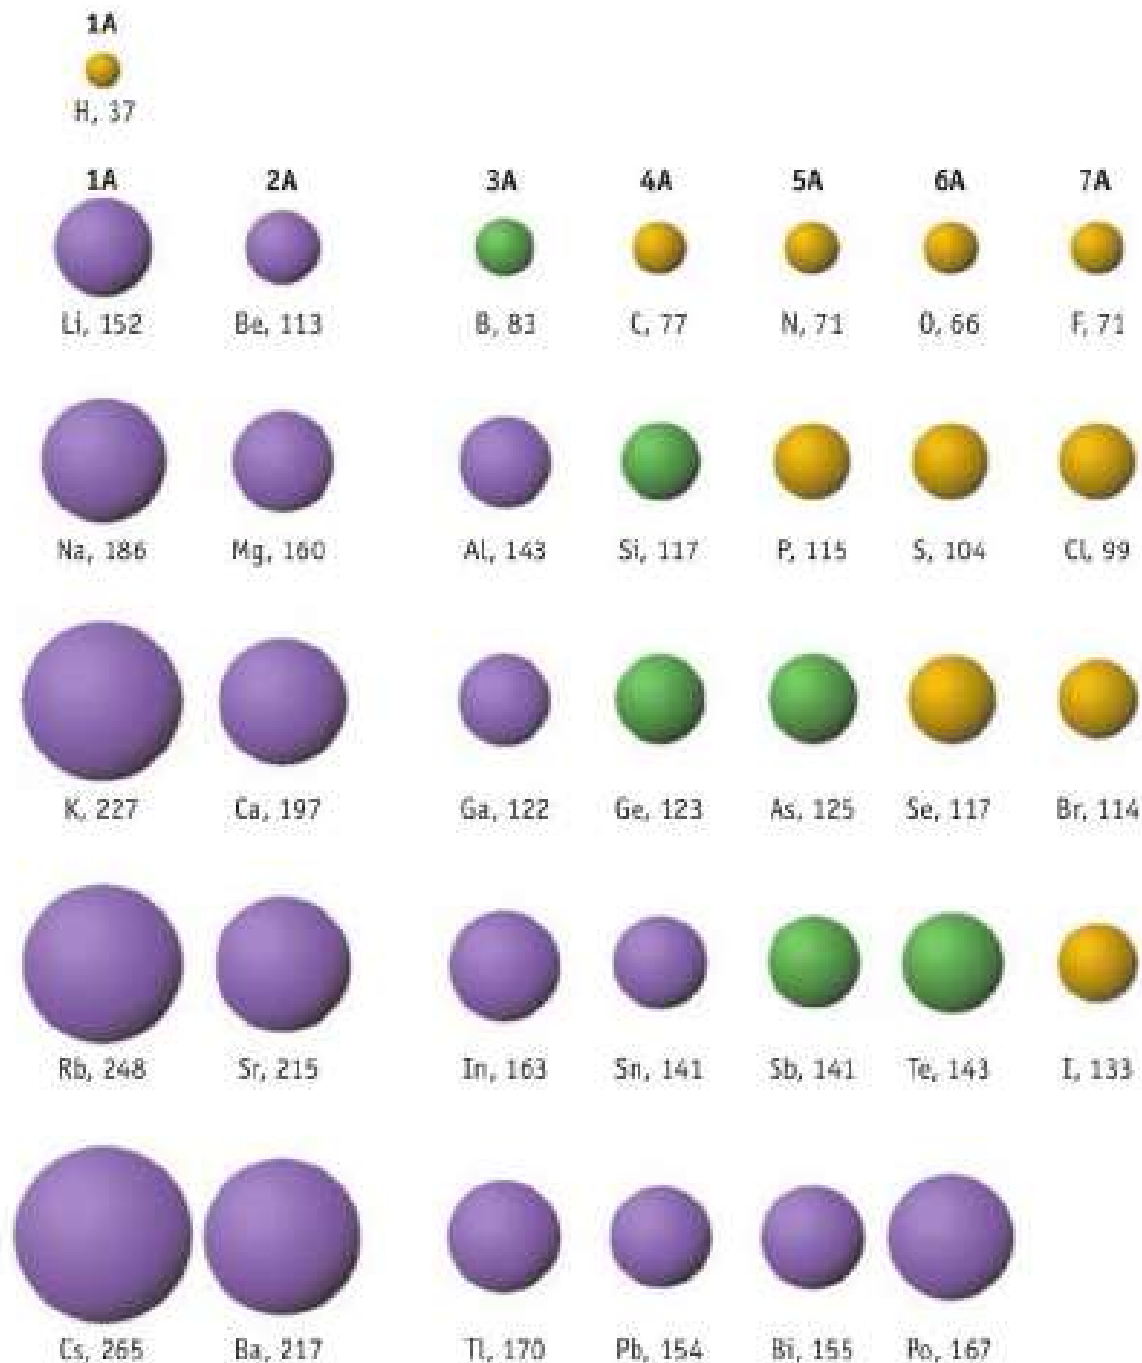 1A
H, 37
1A 2A 3A 4A 5A 6A 7A
Li, 152 Be, 113 B, 83 C, 77 N, 71 O, 66 F, 71
Na, 186 Mg, 160 Al, 143 Si, 117 P, 115 S, 104 Cl, 99
K, 227 Ca, 197 Ga, 122 Ge, 123 As, 125 Se, 117 Br, 114
Rb, 248 Sr, 215 In, 163 Sn, 141 Sb, 141 Te, 143 I, 133
Cs, 265 Ba, 217 Tl, 170 Pb, 154 Bi, 155 Po, 167